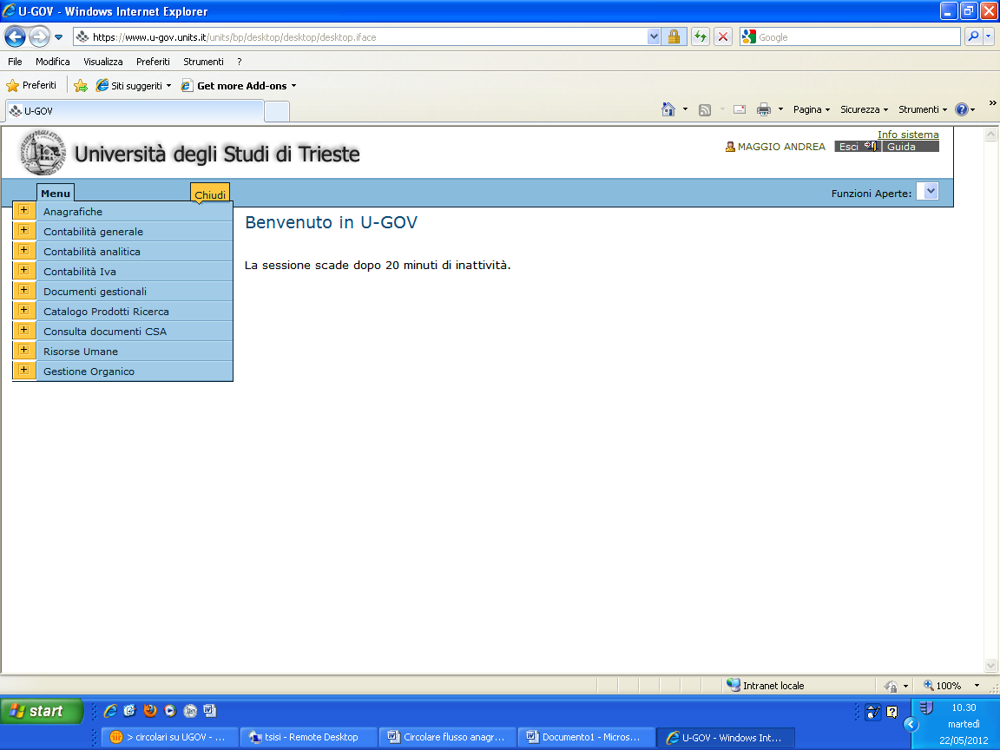 U-GOV - Windows Internet Explorer
https://www.u-gov.units.it/units/bp/desktop/desktop/desktop.iface
Google
File Modifica Visualizza Preferiti Strumenti ?
Preferiti Siti suggeriti Get more Add-ons
U-GOV
Pagina Sicurezza Strumenti
Info sistema
Università degli Studi di Trieste
MAGGIO ANDREA Esci Guida
Menu Chiudi Funzioni Aperte:
Anagrafiche
Contabilità generale
Contabilità analitica
Contabilità Iva
Documenti gestionali
Catalogo Prodotti Ricerca
Consulta documenti CSA
Risorse Umane
Gestione Organico
Benvenuto in U-GOV
La sessione scade dopo 20 minuti di inattività.
Intranet locale 100%
start
10.30
martedì
22/05/2012
> circolari su UGOV - ... tsisi - Remote Desktop Circolare flusso anagr... Documento1 - Micros... U-GOV - Windows Int...